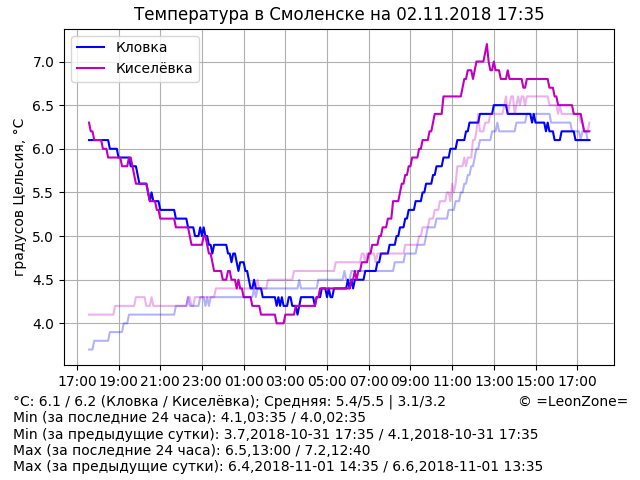 Температура в Смоленске на 02.11.2018 17:35
Кловка
Киселёвка
градусов Цельсия, °C
7.0
6.5
6.0
5.5
5.0
4.5
4.0
17:00 19:00 21:00 23:00 01:00 03:00 05:00 07:00 09:00 11:00 13:00 15:00 17:00
°C: 6.1 / 6.2 (Кловка / Киселёвка); Средняя: 5.4/5.5 | 3.1/3.2 © =LeonZone=
Min (за последние 24 часа): 4.1,03:35 / 4.0,02:35
Min (за предыдущие сутки): 3.7,2018-10-31 17:35 / 4.1,2018-10-31 17:35
Max (за последние 24 часа): 6.5,13:00 / 7.2,12:40
Max (за предыдущие сутки): 6.4,2018-11-01 14:35 / 6.6,2018-11-01 13:35